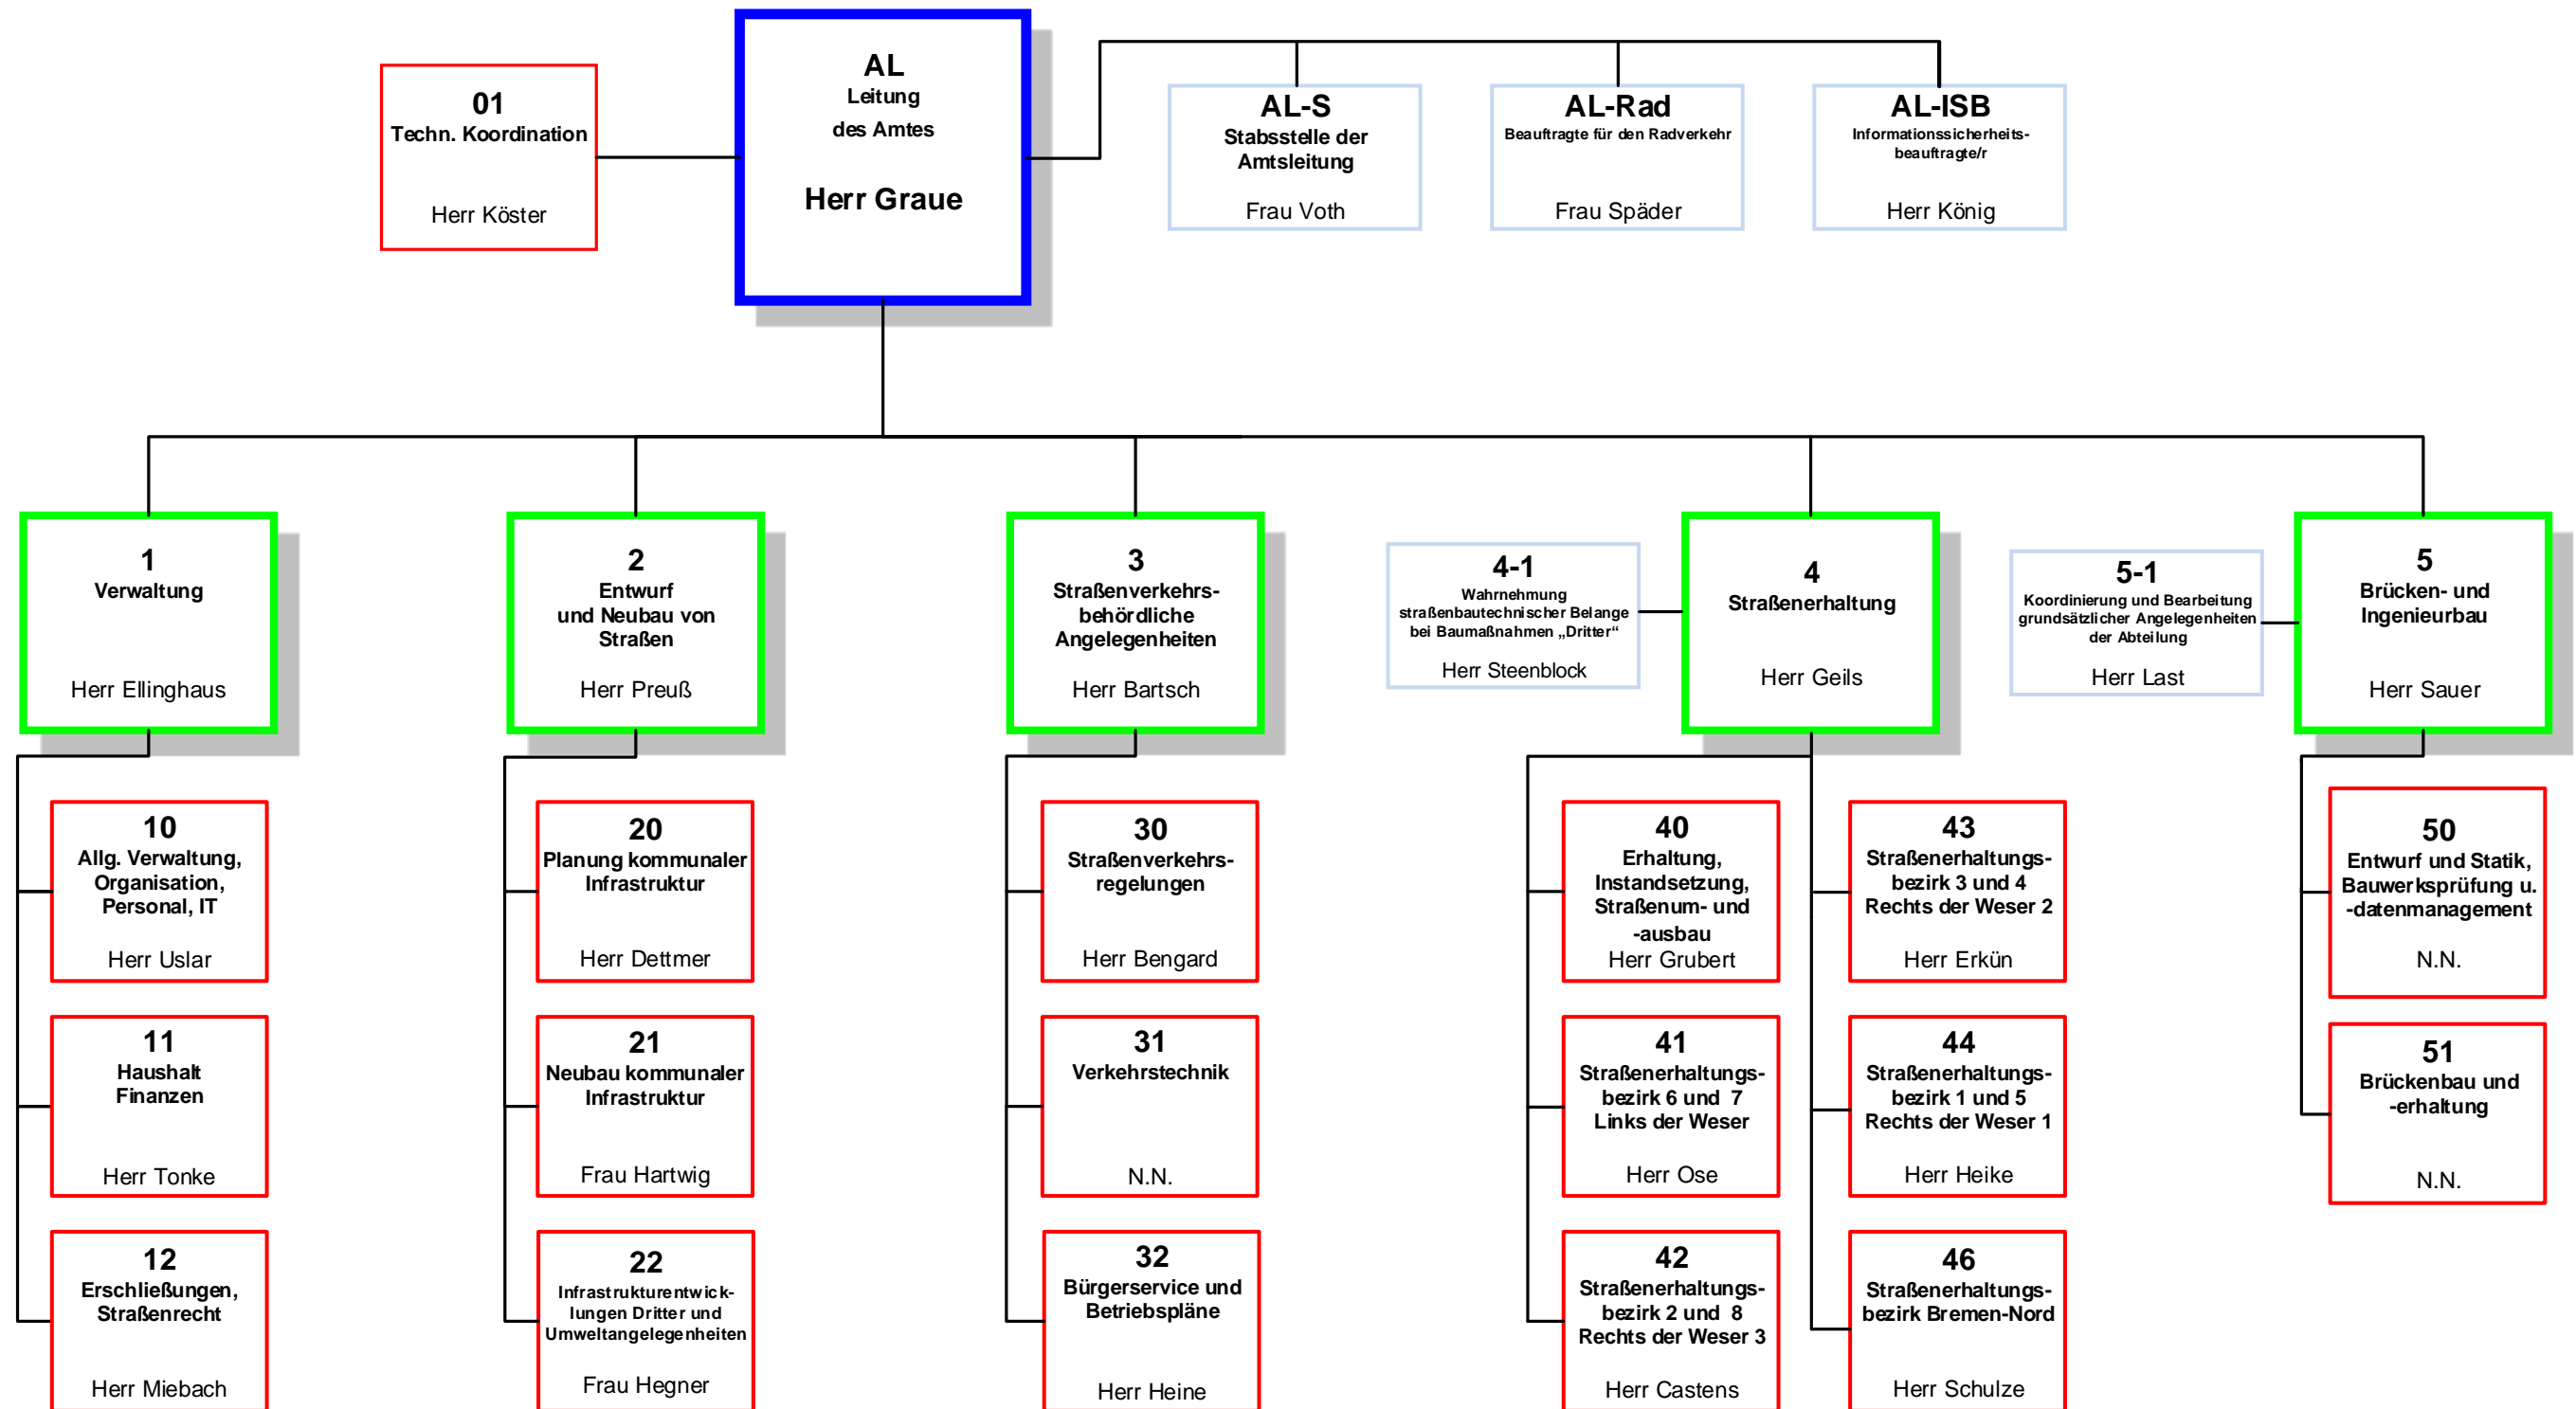 01
Techn. Koordination
Herr Köster
AL
Leitung
des Amtes
Herr Graue
AL-S
Stabsstelle der
Amtsleitung
Frau Voth
AL-Rad
Beauftragte für den Radverkehr
Frau Späder
AL-ISB
Informationssicherheits-
beauftragte/r
Herr König
1
Verwaltung
Herr Ellinghaus
2
Entwurf
und Neubau von
Straßen
Herr Preuß
3
Straßenverkehrs-
behördliche
Angelegenheiten
Herr Bartsch
4-1
Wahrnehmung
straßenbautechnischer Belange
bei Baumaßnahmen „Dritter“
Herr Steenblock
4
Straßenerhaltung
Herr Geils
5-1
Koordinierung und Bearbeitung
grundsätzlicher Angelegenheiten
der Abteilung
Herr Last
5
Brücken- und
Ingenieurbau
Herr Sauer
10
Allg. Verwaltung,
Organisation,
Personal, IT
Herr Uslar
11
Haushalt
Finanzen
Herr Tonke
12
Erschließungen,
Straßenrecht
Herr Miebach
20
Planung kommunaler
Infrastruktur
Herr Dettmer
21
Neubau kommunaler
Infrastruktur
Frau Hartwig
22
Infrastrukturentwick-
lungen Dritter und
Umweltangelegenheiten
Frau Hegner
30
Straßenverkehrs-
regelungen
Herr Bengard
31
Verkehrstechnik
N.N.
32
Bürgerservice und
Betriebspläne
Herr Heine
40
Erhaltung,
Instandsetzung,
Straßenum- und
-ausbau
Herr Grubert
41
Straßenerhaltungs-
bezirk 6 und 7
Links der Weser
Herr Ose
42
Straßenerhaltungs-
bezirk 2 und 8
Rechts der Weser 3
Herr Castens
43
Straßenerhaltungs-
bezirk 3 und 4
Rechts der Weser 2
Herr Erkün
44
Straßenerhaltungs-
bezirk 1 und 5
Rechts der Weser 1
Herr Heike
46
Straßenerhaltungs-
bezirk Bremen-Nord
Herr Schulze
50
Entwurf und Statik,
Bauwerksprüfung u.
-datenmanagement
N.N.
51
Brückenbau und
-erhaltung
N.N.